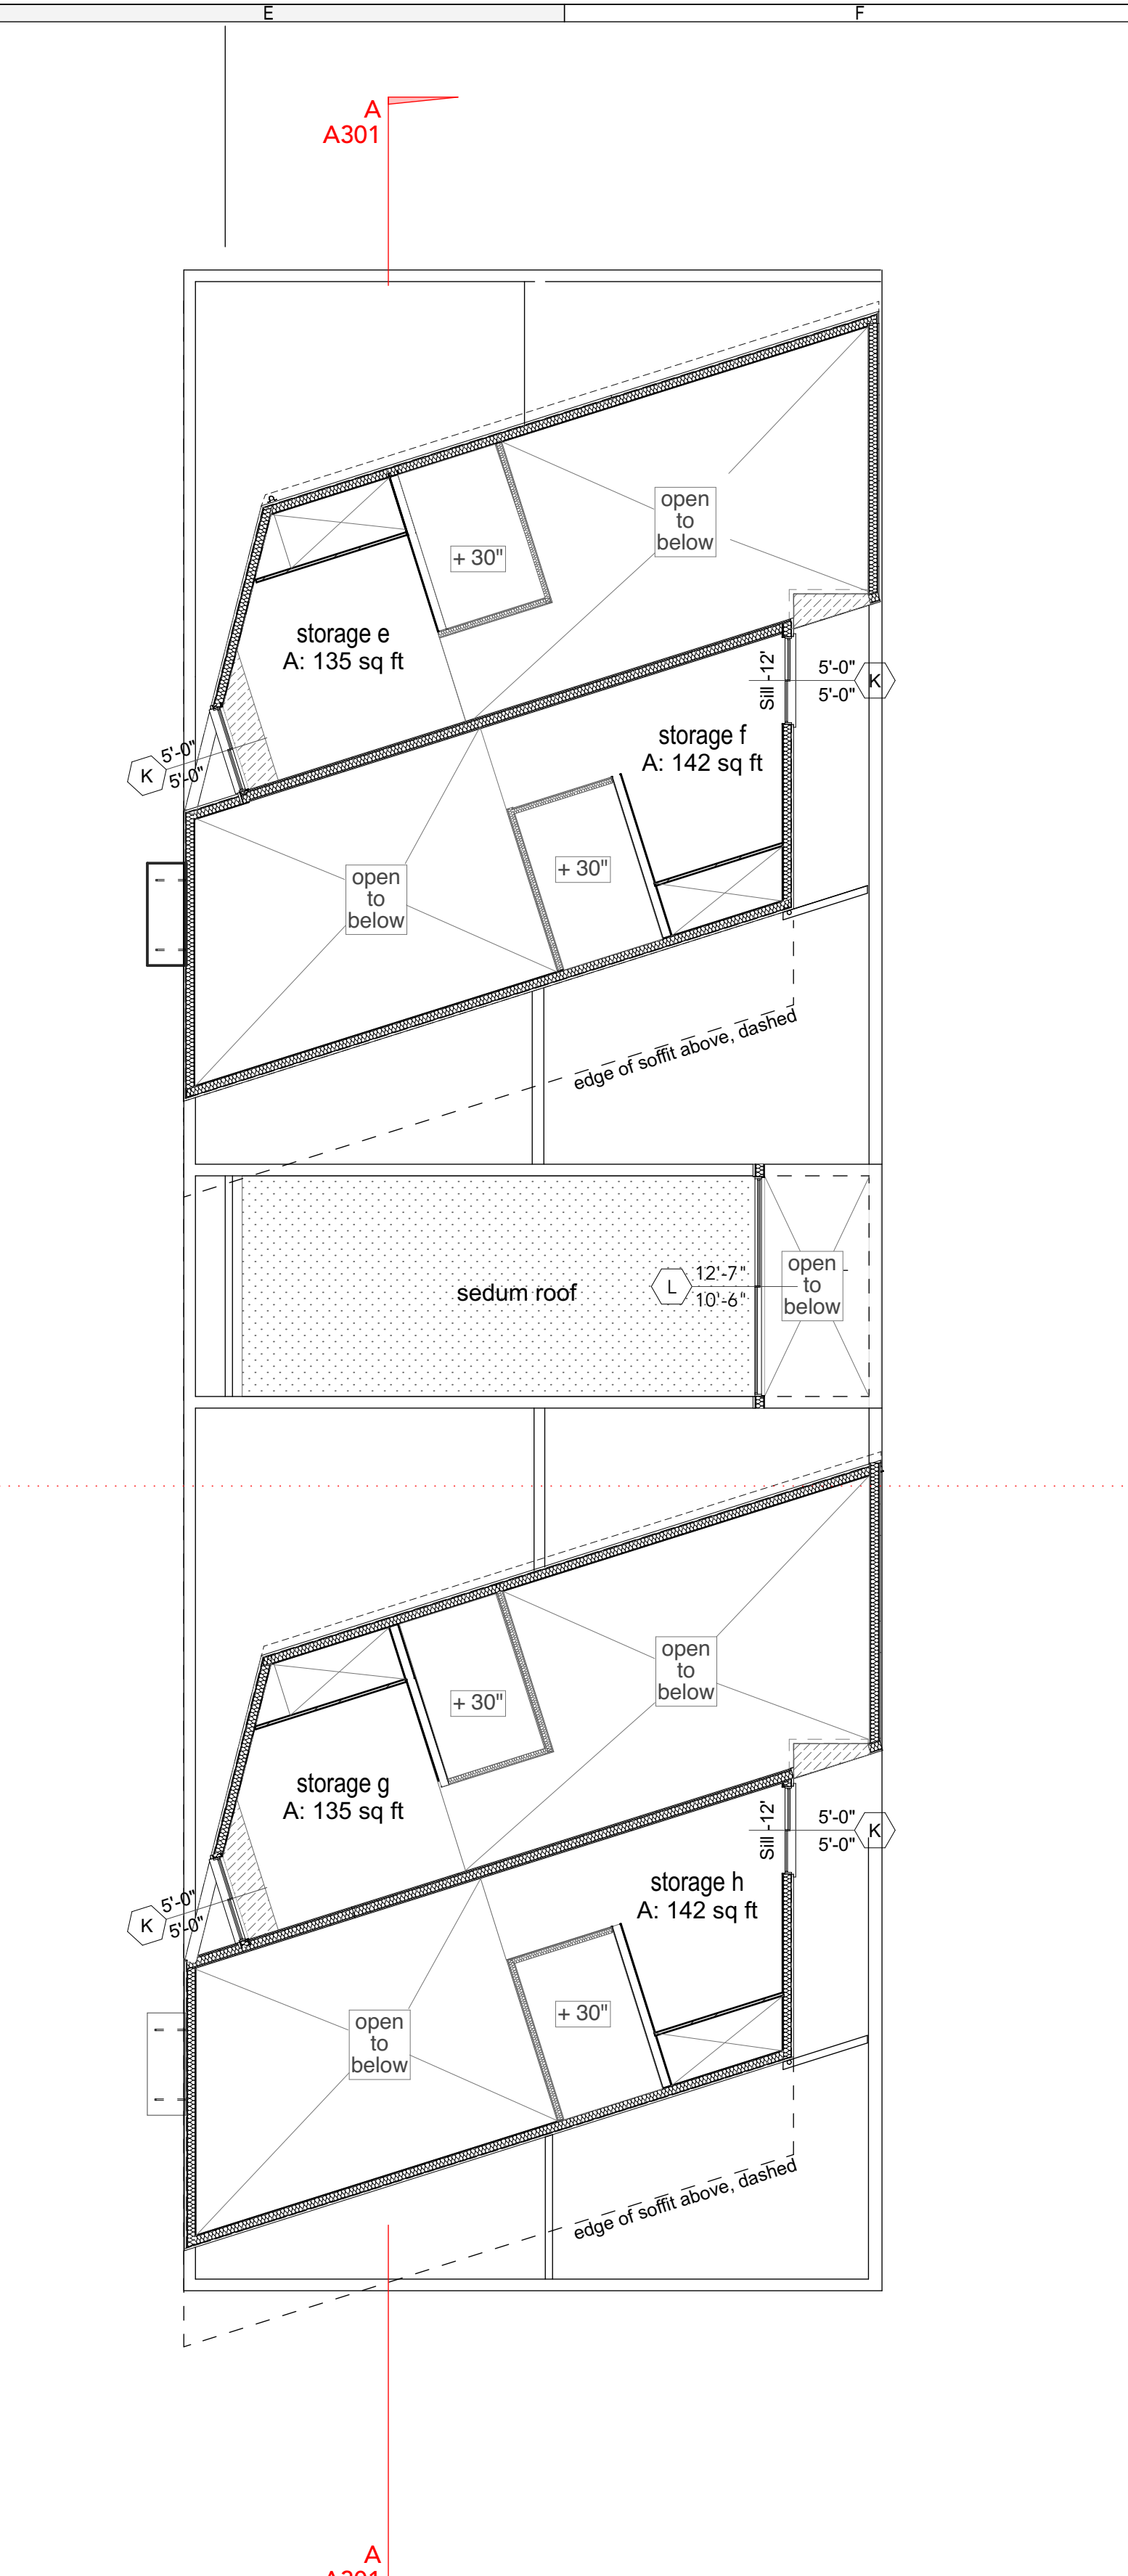 E
F
A
A301
open
to
below
+ 30"
storage e
A: 135 sq ft
Sill -12'
5'-0"
5'-0"
K
storage f
A: 142 sq ft
5'-0"
5'-0"
K
+ 30"
open
to
below
edge of soffit above, dashed
sedum roof
L
12'-7"
10'-6"
open
to
below
open
to
below
+ 30"
storage g
A: 135 sq ft
Sill -12'
5'-0"
5'-0"
K
storage h
A: 142 sq ft
5'-0"
5'-0"
K
+ 30"
open
to
below
edge of soffit above, dashed
A
A301